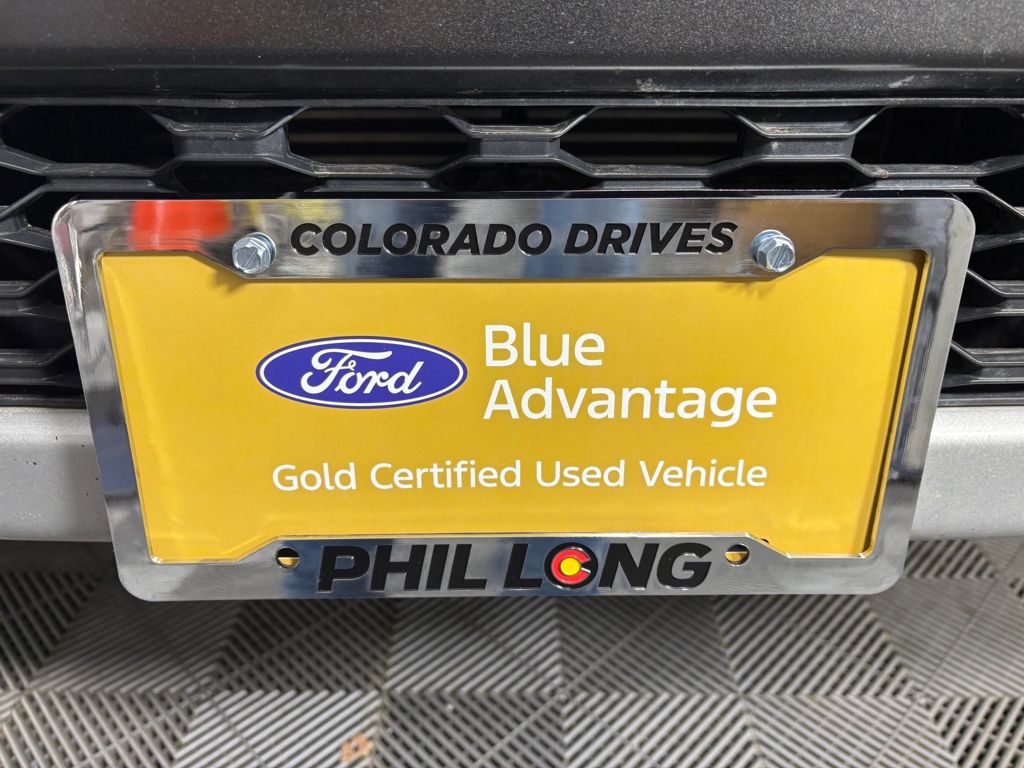 COLORADO DRIVES
Ford
Blue
Advantage
Gold Certified Used Vehicle
PHIL LONG